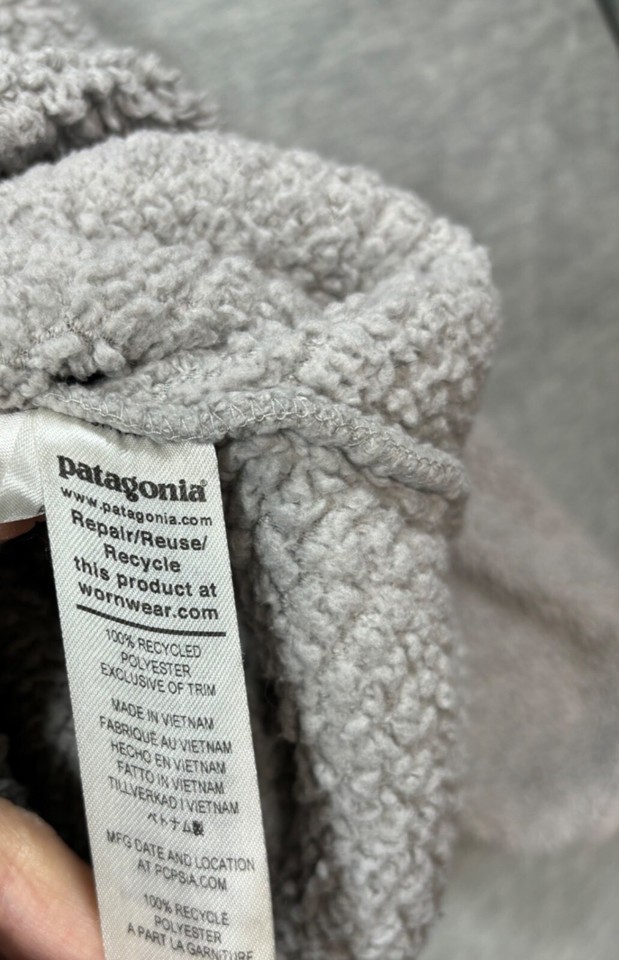 patagonia®
www.patagonia.com
Repair/Reuse/
Recycle
this product at
wornwear.com
100% RECYCLED
POLYESTER
EXCLUSIVE OF TRIM
MADE IN VIETNAM
FABRIQUÉ AU VIETNAM
HECHO EN VIETNAM
FATTO IN VIETNAM
TILLVERKAD I VIETNAM
ベトナム製
MFG DATE AND LOCATION
AT PCPSIA.COM
100% RECYCLÉ
POLYESTER
A PART LA GARNITURE